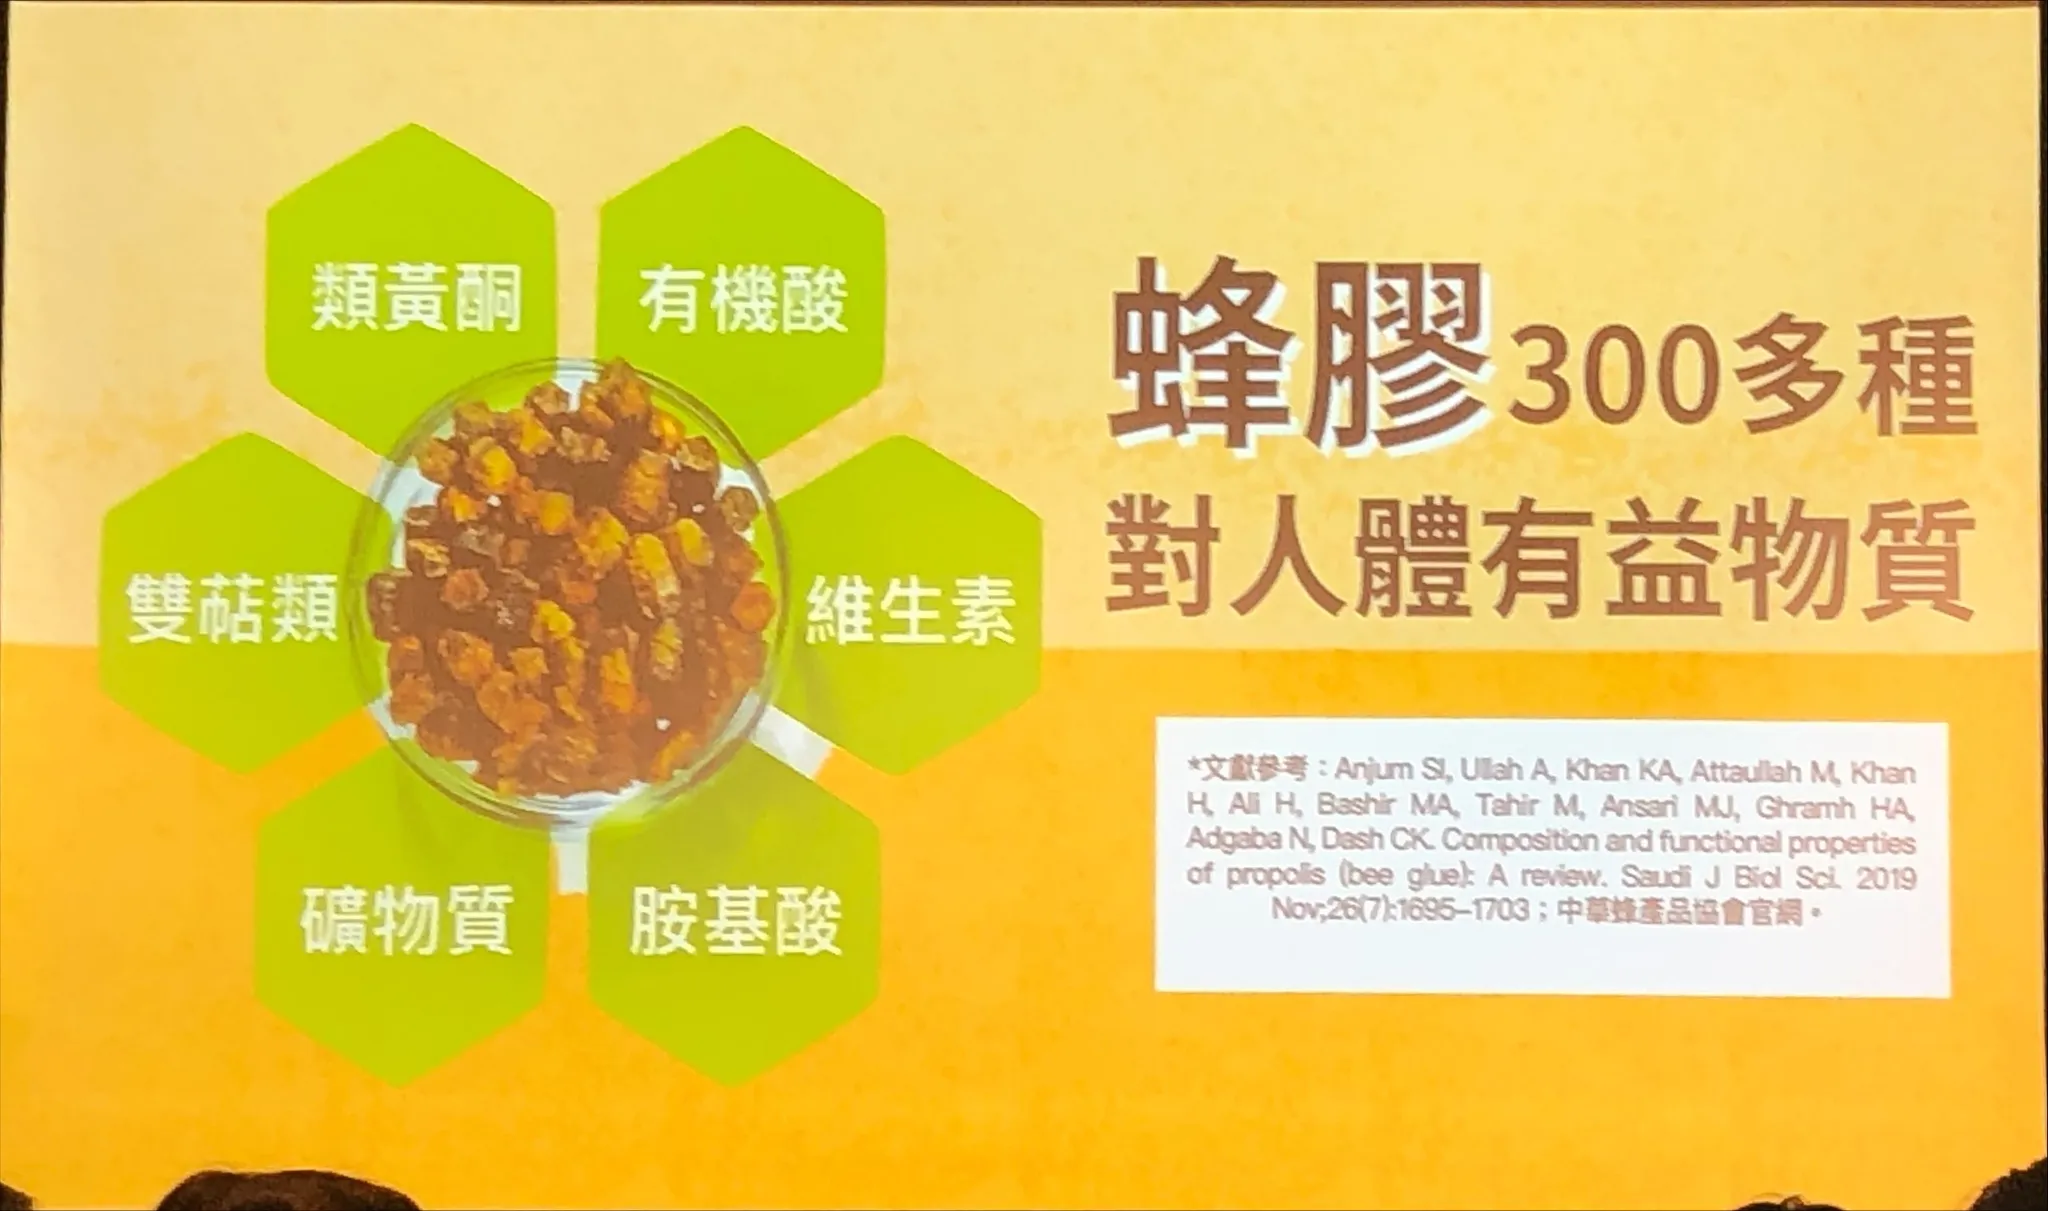 類黃酮
有機酸
雙萜類
維生素
礦物質
胺基酸
蜂膠300多種
對人體有益物質
*文獻參考：Anjum SI, Ullah A, Khan KA, Attaullah M, Khan
H, Ali H, Bashir MA, Tahir M, Ansari MJ, Ghramh HA,
Adgaba N, Dash CK. Composition and functional properties
of propolis (bee glue): A review. Saudi J Biol Sci. 2019
Nov;26(7):1695–1703；中華蜂產品協會官網。